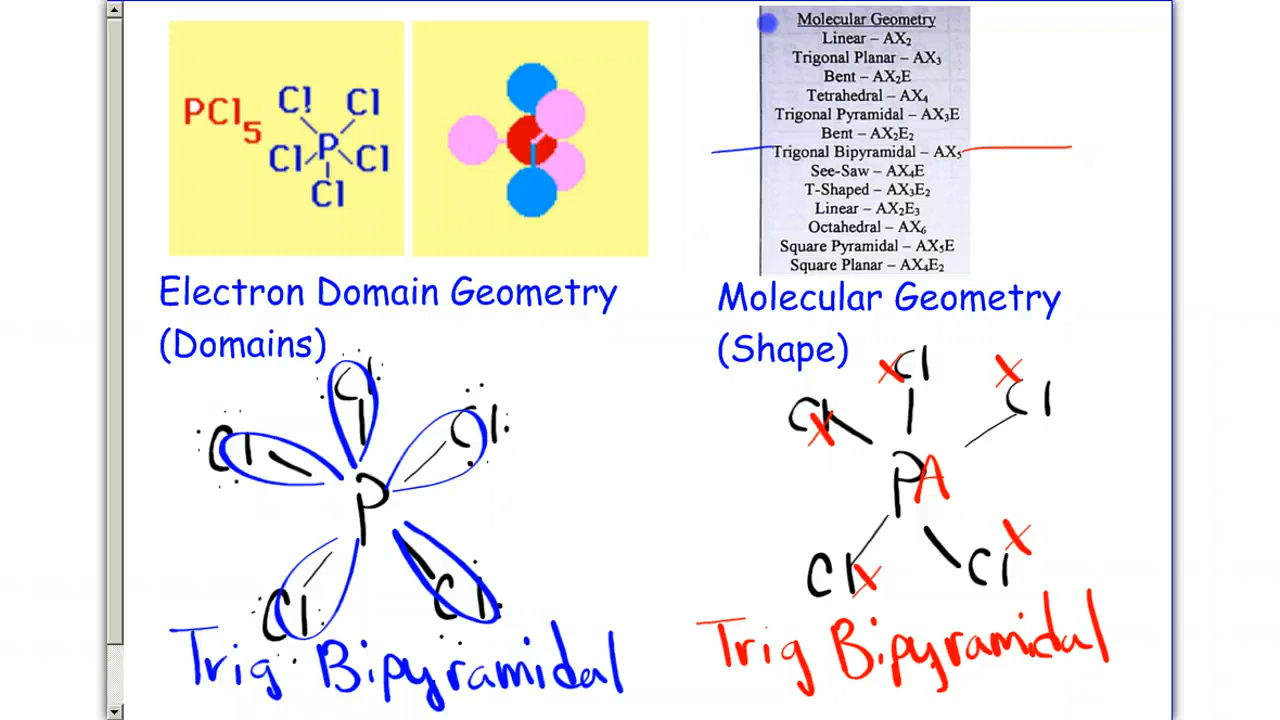 PCl5
Cl Cl
P
Cl Cl
Cl
Molecular Geometry
Linear – AX2
Trigonal Planar – AX3
Bent – AX2E
Tetrahedral – AX4
Trigonal Pyramidal – AX3E
Bent – AX2E2
Trigonal Bipyramidal – AX5
See-Saw – AX4E
T-Shaped – AX3E2
Linear – AX2E3
Octahedral – AX6
Square Pyramidal – AX5E
Square Planar – AX4E2
Electron Domain Geometry
(Domains)
Cl
Cl
Cl
P
Cl
Cl
Trig Bipyramidal
Molecular Geometry
(Shape)
X Cl
X
Cl
Cl
X
P A
X
Cl X
Cl
Trig Bipyramidal